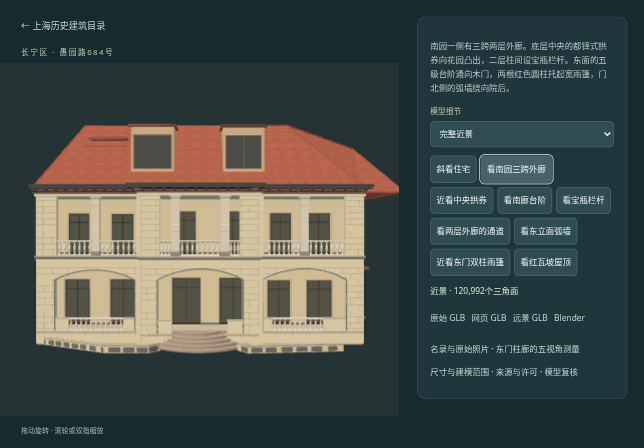 ← 上海历史建筑目录
长宁区 · 愚园路684号
南园一侧有三跨两层外廊。底层中央的都铎式拱
券向花园凸出，二层柱间设宝瓶栏杆。东面的五
级台阶通向木门，两根红色圆柱托起宽雨篷，门
北侧的弧墙绕向院后。
模型细节
完整近景
斜看住宅
看南园三跨外廊
近看中央拱券
看南廊台阶
看宝瓶栏杆
看两层外廊的通道
看东立面弧墙
近看东门双柱雨篷
看红瓦坡屋顶
近景 · 120,992个三角面
原始 GLB 网页 GLB 远景 GLB Blender
名录与原始照片 · 东门柱廊的五视角测量
尺寸与建模范围 · 来源与许可 · 模型复核
拖动旋转 · 滚轮或双指缩放